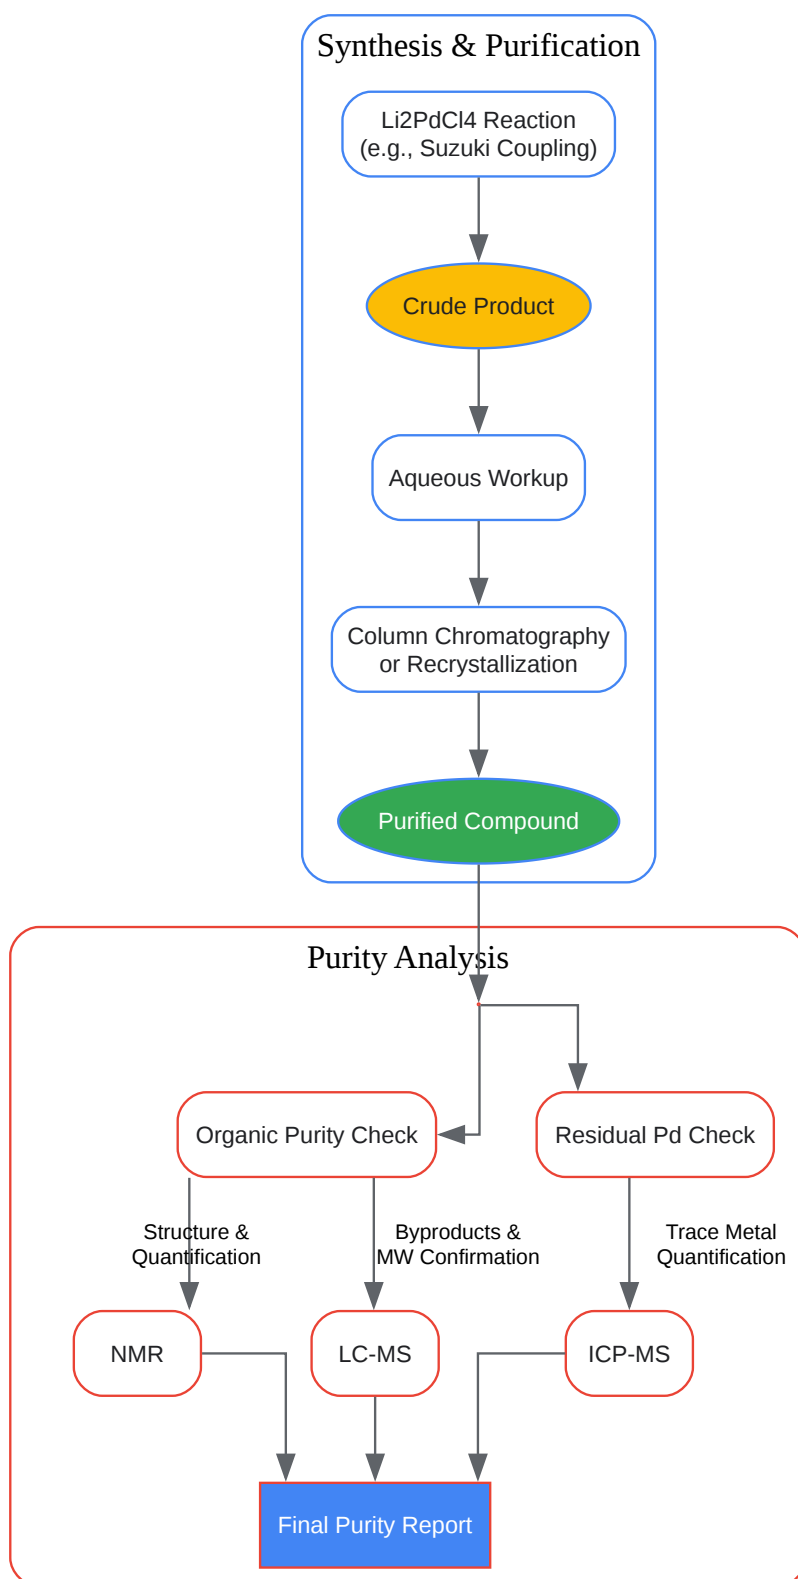 Synthesis & Purification
Li2PdCl4 Reaction
(e.g., Suzuki Coupling)
Crude Product
Aqueous Workup
Column Chromatography
or Recrystallization
Purified Compound
Purity Analysis
Organic Purity Check
Residual Pd Check
Structure &
Quantification
Byproducts &
MW Confirmation
Trace Metal
Quantification
NMR
LC-MS
ICP-MS
Final Purity Report